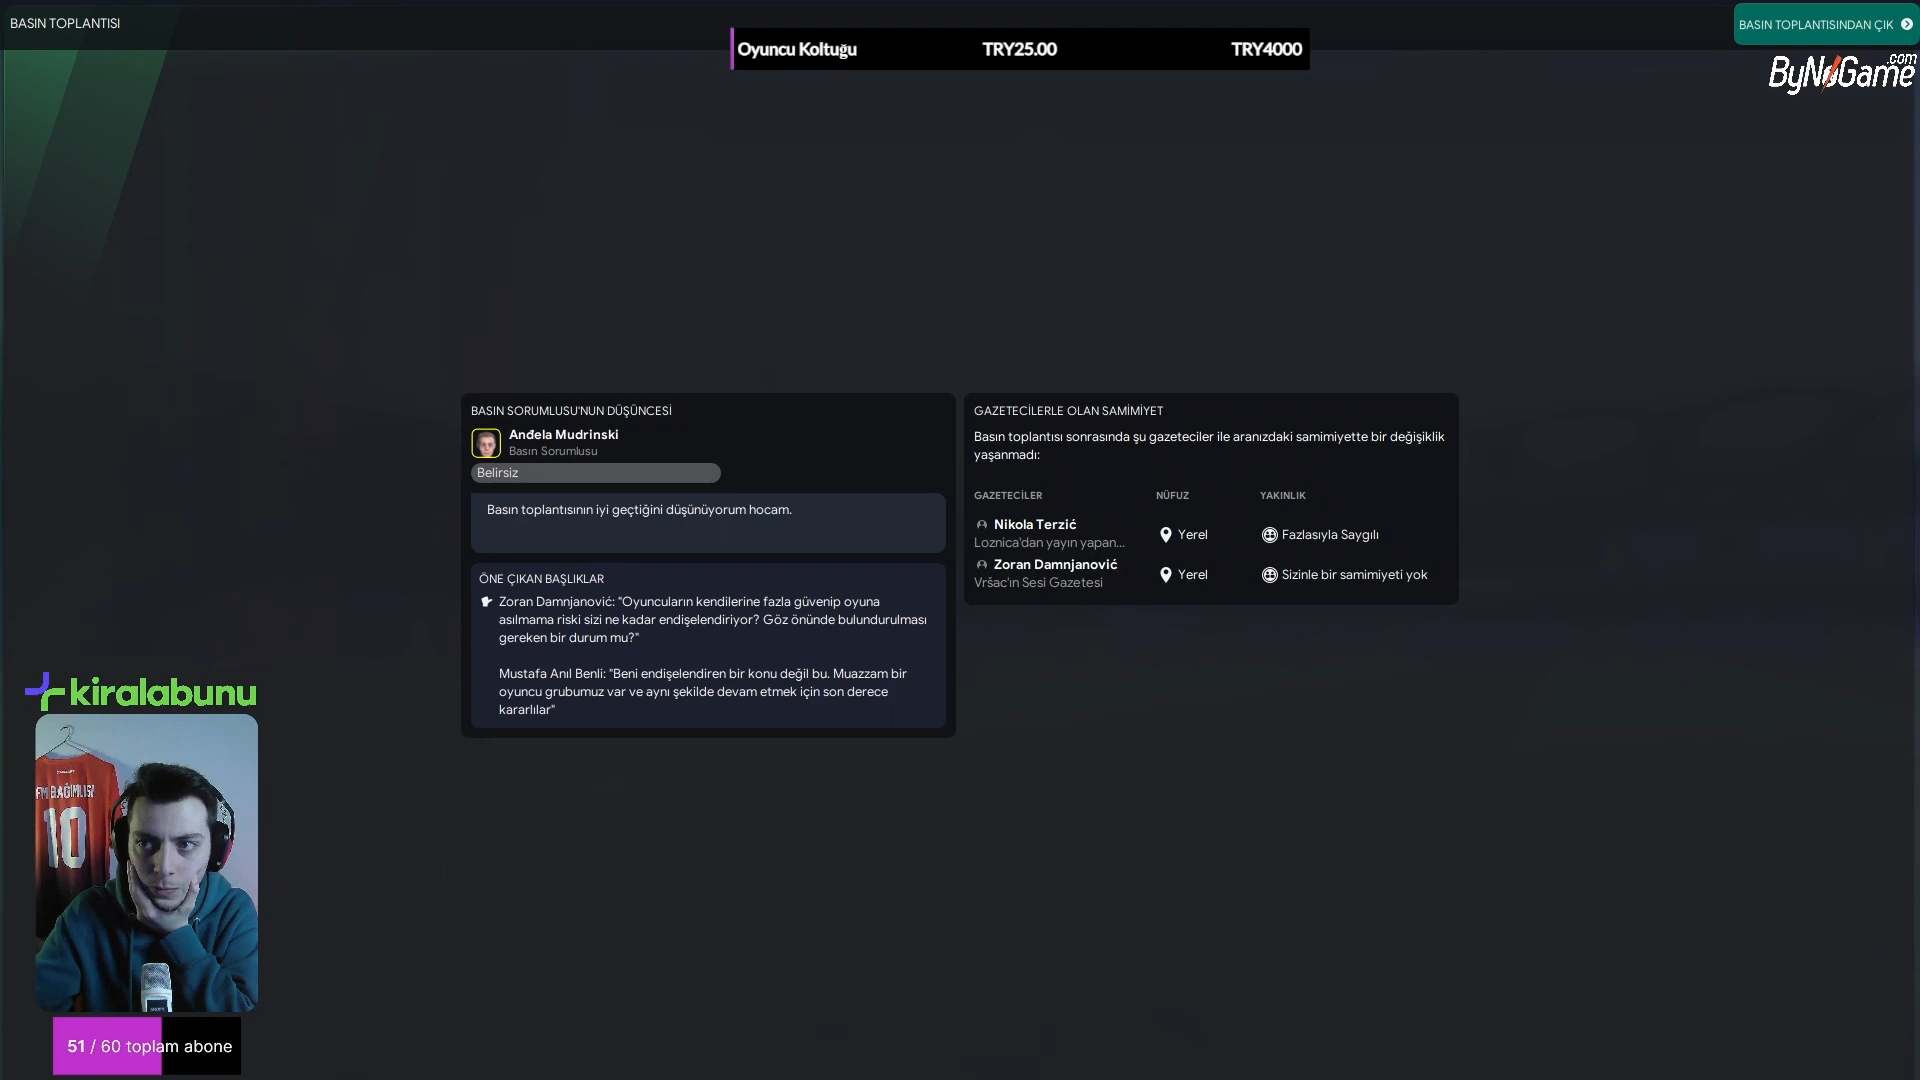 BASIN TOPLANTISI
BASIN TOPLANTISINDAN ÇIK
Oyuncu Koltuğu TRY25.00 TRY4000
ByNoGame.com
BASIN SORUMLUSU'NUN DÜŞÜNCESİ
Anđela Mudrinski
Basın Sorumlusu
Belirsiz
Basın toplantısının iyi geçtiğini düşünüyorum hocam.
ÖNE ÇIKAN BAŞLIKLAR
Zoran Damnjanović: "Oyuncuların kendilerine fazla güvenip oyuna
asılmama riski sizi ne kadar endişelendiriyor? Göz önünde bulundurulması
gereken bir durum mu?"
Mustafa Anıl Benli: "Beni endişelendiren bir konu değil bu. Muazzam bir
oyuncu grubumuz var ve aynı şekilde devam etmek için son derece
kararlılar"
GAZETECİLERLE OLAN SAMİMİYET
Basın toplantısı sonrasında şu gazeteciler ile aranızdaki samimiyette bir değişiklik
yaşanmadı:
GAZETECİLER NÜFUZ YAKINLIK
Nikola Terzić
Loznica'dan yayın yapan...
Yerel
Fazlasıyla Saygılı
Zoran Damnjanović
Vršac'ın Sesi Gazetesi
Yerel
Sizinle bir samimiyeti yok
kiralabunu
FM BAĞIMLISI
10
51 / 60 toplam abone